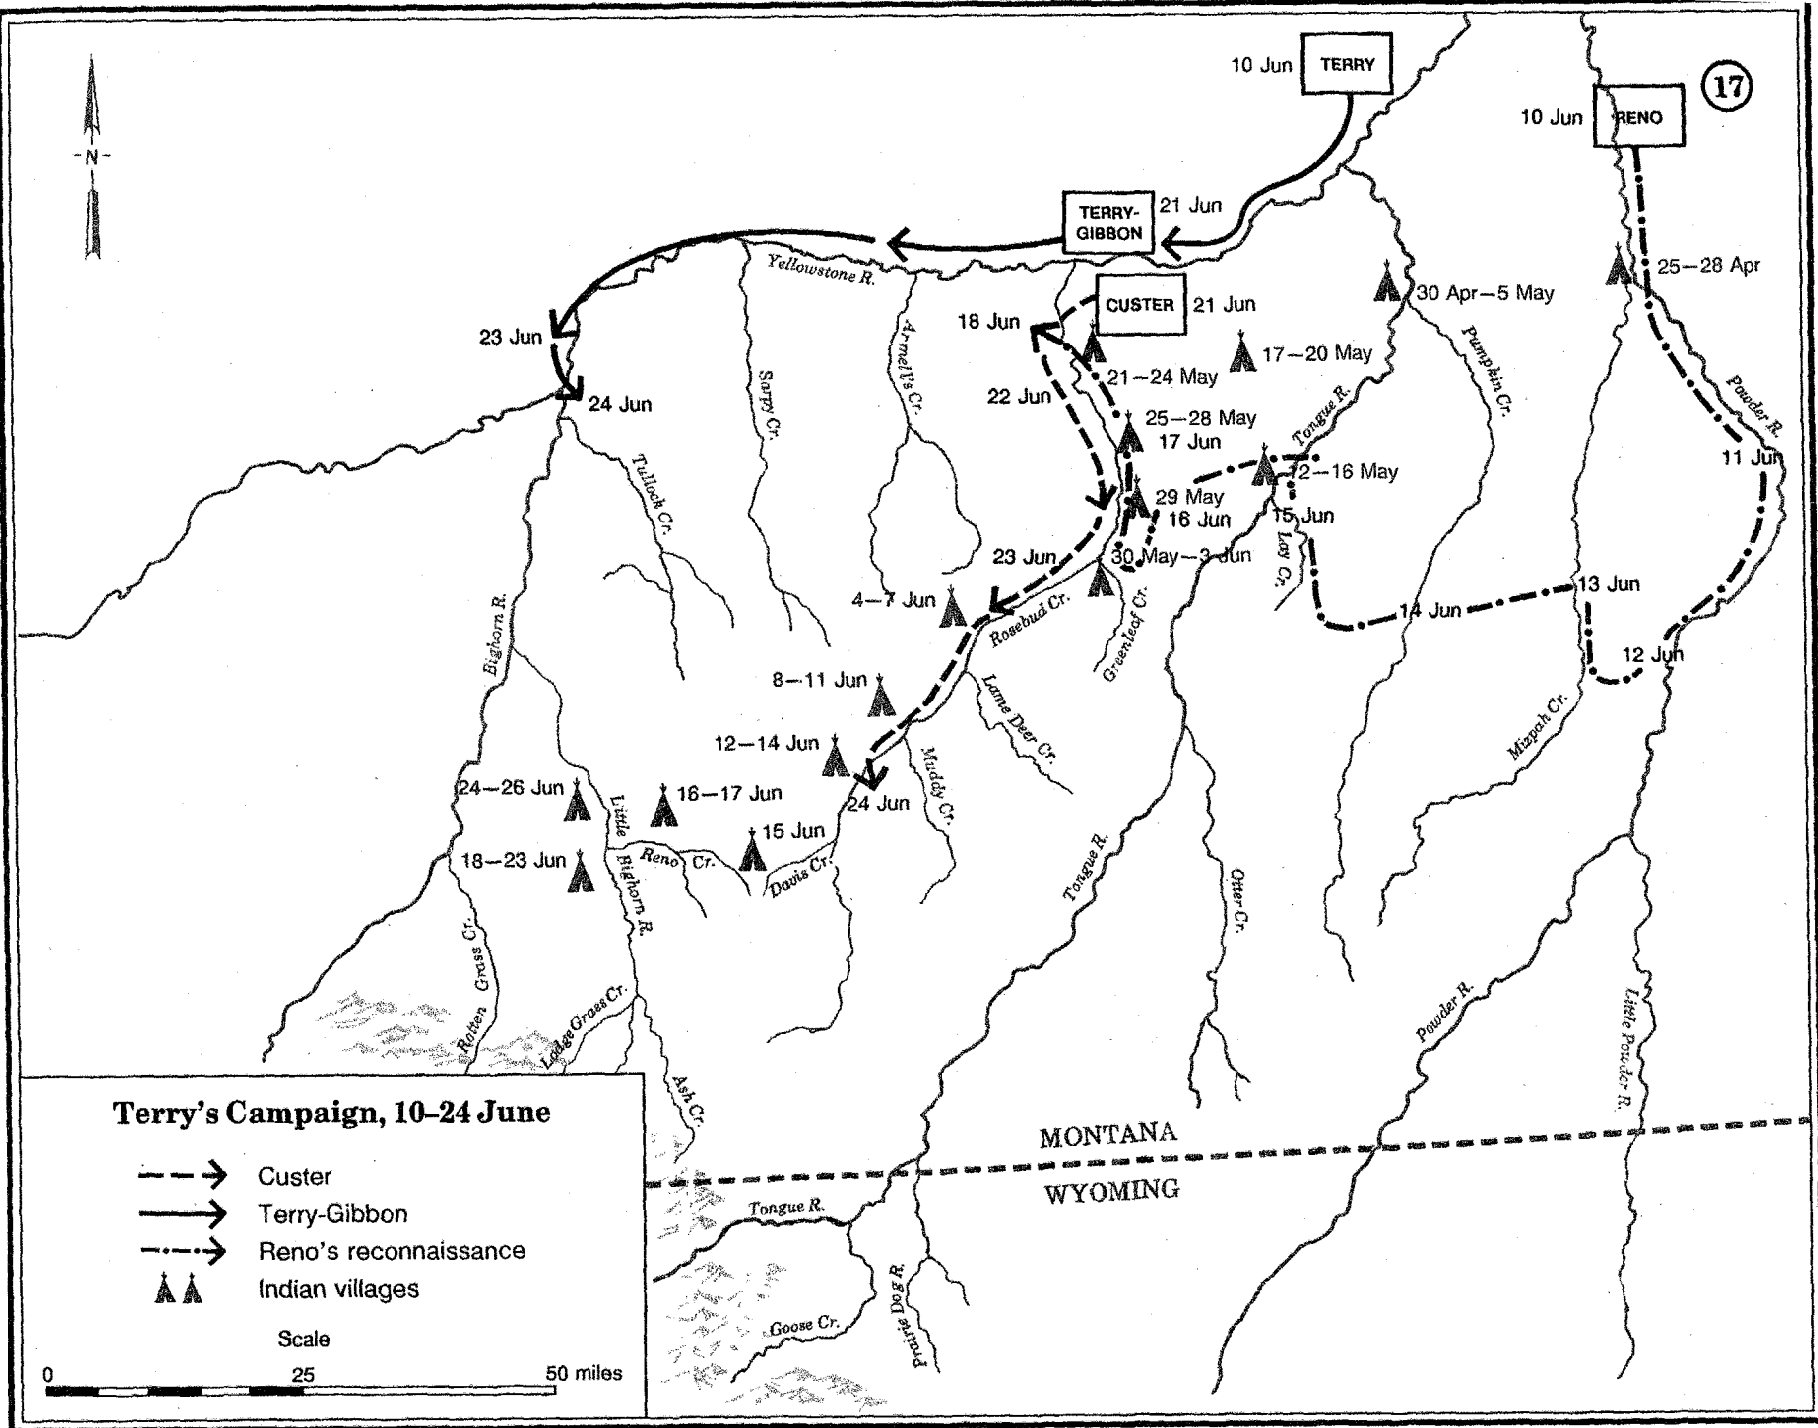 10 Jun
TERRY
17
10 Jun
RENO
TERRY-
GIBBON
21 Jun
Yellowstone R.
25–28 Apr
30 Apr–5 May
CUSTER
21 Jun
18 Jun
23 Jun
17–20 May
Armell's Cr.
Pumpkin Cr.
21–24 May
Sarpy Cr.
22 Jun
24 Jun
Powder R.
25–28 May
17 Jun
Tongue R.
11 Jun
12–16 May
Tulloch Cr.
29 May
16 Jun
15 Jun
Lay Cr.
23 Jun
30 May–3 Jun
13 Jun
14 Jun
4–7 Jun
Rosebud Cr.
Greenleaf Cr.
Bighorn R.
12 Jun
8–11 Jun
Lame Deer Cr.
Mizpah Cr.
12–14 Jun
Muddy Cr.
24–26 Jun
16–17 Jun
24 Jun
Little Bighorn R.
15 Jun
18–23 Jun
Reno Cr.
Davis Cr.
Tongue R.
Otter Cr.
Rotten Grass Cr.
Lodge Grass Cr.
Powder R.
Little Powder R.
Ash Cr.
MONTANA
WYOMING
Tongue R.
Goose Cr.
Prairie Dog R.
Terry's Campaign, 10–24 June
Custer
Terry-Gibbon
Reno's reconnaissance
Indian villages
Scale
0 25 50 miles
N